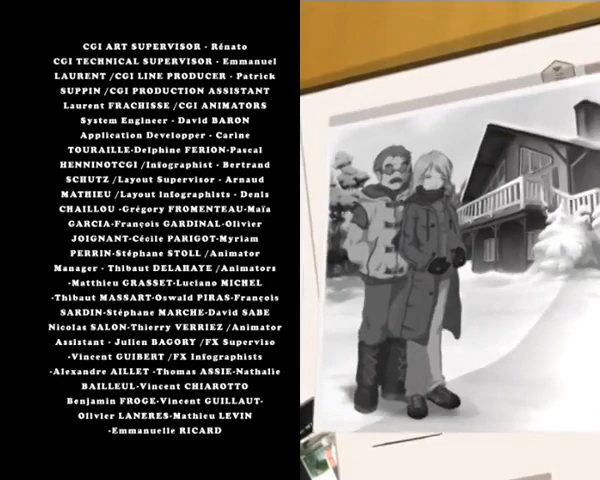 CGI ART SUPERVISOR - Rénato
CGI TECHNICAL SUPERVISOR - Emmanuel
LAURENT /CGI LINE PRODUCER - Patrick
SUPPIN /CGI PRODUCTION ASSISTANT
Laurent FRACHISSE /CGI ANIMATORS
System Engineer - David BARON
Application Developper - Carine
TOURAILLE-Delphine FERION-Pascal
HENNINOTCGI /Infographist - Bertrand
SCHUTZ /Layout Supervisor - Arnaud
MATHIEU /Layout Infographists - Denis
CHAILLOU -Grégory FROMENTEAU-Maïa
GARCIA-François GARDINAL-Olivier
JOIGNANT-Cécile PARIGOT-Myriam
PERRIN-Stéphane STOLL /Animator
Manager - Thibaut DELAHAYE /Animators
-Matthieu GRASSET-Luciano MICHEL
-Thibaut MASSART-Oswald PIRAS-François
SARDIN-Stéphane MARCHE-David SABE
Nicolas SALON-Thierry VERRIEZ /Animator
Assistant - Julien BAGORY /FX Superviso
-Vincent GUIBERT /FX Infographists
-Alexandre AILLET -Thomas ASSIE-Nathalie
BAILLEUL-Vincent CHIAROTTO
Benjamin FROGE-Vincent GUILLAUT-
Olivier LANERES-Mathieu LEVIN
-Emmanuelle RICARD